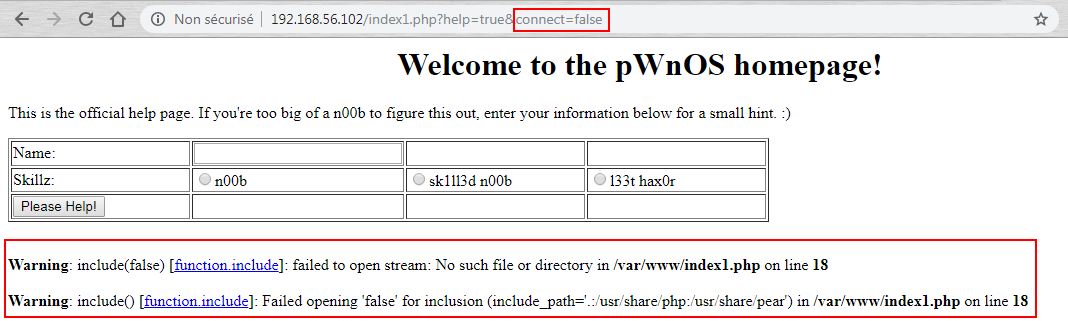 Non sécurisé | 192.168.56.102/index1.php?help=true&connect=false
Welcome to the pWnOS homepage!
This is the official help page. If you're too big of a n00b to figure this out, enter your information below for a small hint. :)
Name:
Skillz: n00b sk1ll3d n00b l33t hax0r
Please Help!
Warning: include(false) [function.include]: failed to open stream: No such file or directory in /var/www/index1.php on line 18
Warning: include() [function.include]: Failed opening 'false' for inclusion (include_path='.:/usr/share/php:/usr/share/pear') in /var/www/index1.php on line 18